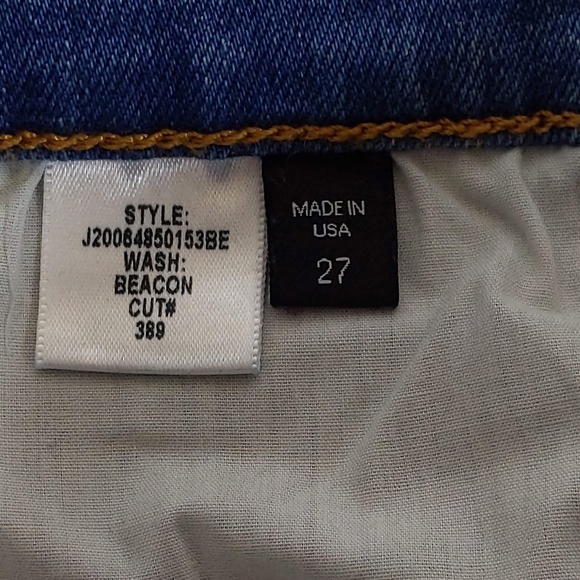 STYLE:
J20064850153BE
WASH:
BEACON
CUT#
389
MADE IN
USA
27